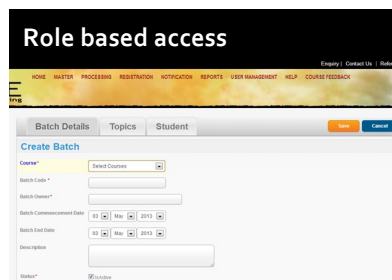 Role based access
Enquiry | Contact Us | Refer
HOME MASTER PROCESSING REGISTRATION NOTIFICATION REPORTS USER MANAGEMENT HELP COURSE FEEDBACK
ng
Batch Details Topics Student Save Cancel
Create Batch
Course* Select Courses
Batch Code *
Batch Owner*
Batch Commencement Date 03 May 2013
Batch End Date 03 May 2013
Description
Status* IsActive